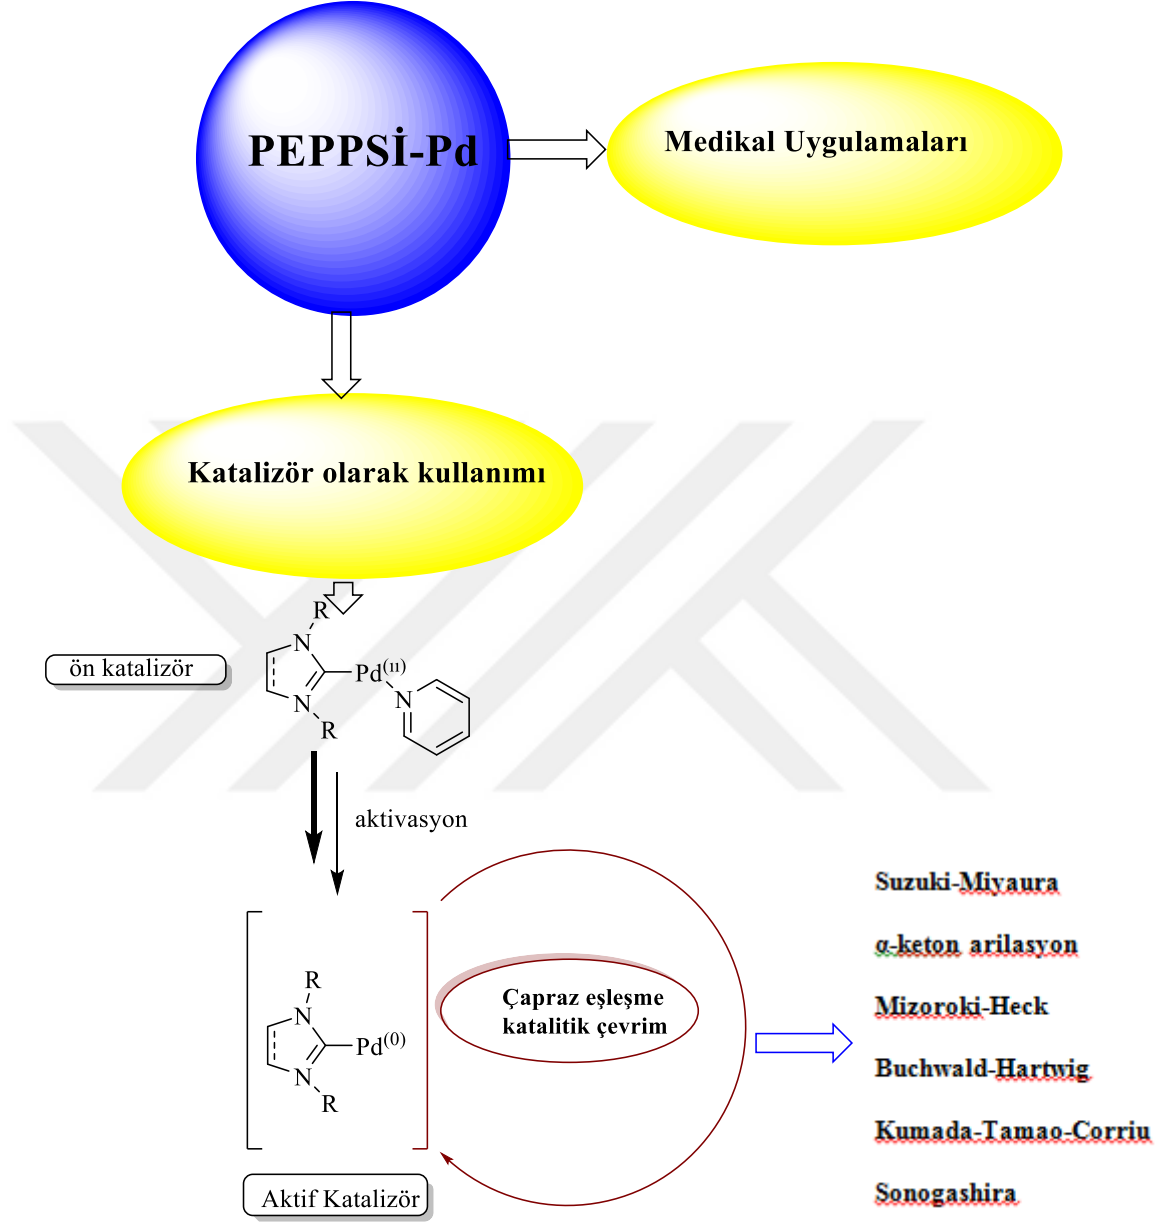 PEPPSİ-Pd
Medikal Uygulamaları
Katalizör olarak kullanımı
R
N
ön katalizör
Pd(II)
N
N
R
aktivasyon
Suzuki-Miyaura
α-keton arilasyon
R
Çapraz eşleşme
katalitik çevrim
Mizoroki-Heck
N
Pd(0)
N
Buchwald-Hartwig
R
Kumada-Tamao-Corriu
Aktif Katalizör
Sonogashira